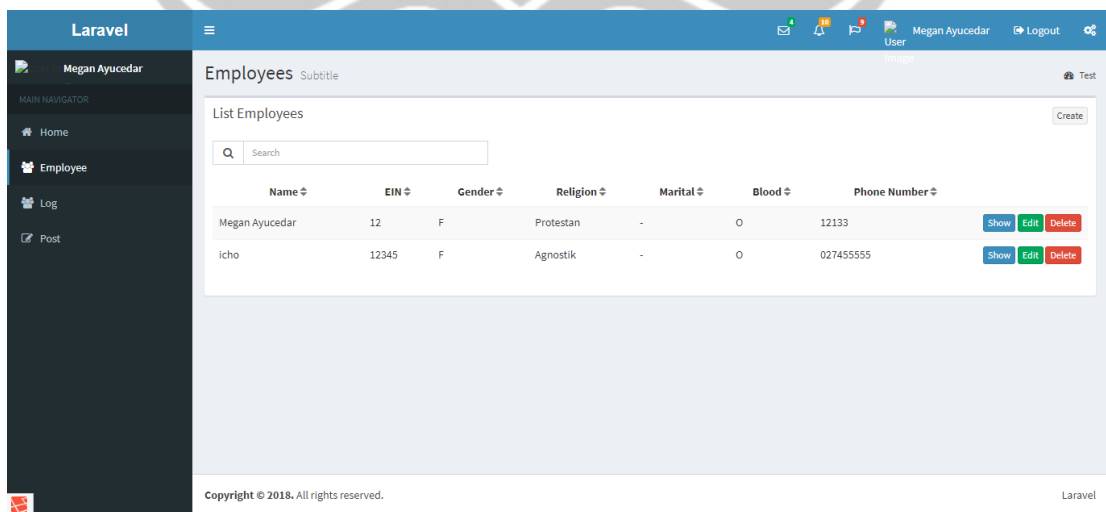 Laravel
4 10 9 User Image Megan Ayucedar Logout
Megan Ayucedar
Employees Subtitle
Test
MAIN NAVIGATOR
Home
Employee
Log
Post
List Employees
Create
Search
Name EIN Gender Religion Marital Blood Phone Number
Megan Ayucedar 12 F Protestan - O 12133 Show Edit Delete
icho 12345 F Agnostik - O 027455555 Show Edit Delete
Copyright © 2018. All rights reserved.
Laravel